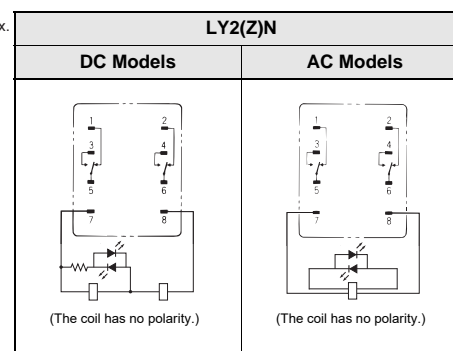 x.
LY2(Z)N
DC Models AC Models
1 2 1 2
3 4 3 4
5 6 5 6
7 8 7 8
(The coil has no polarity.) (The coil has no polarity.)